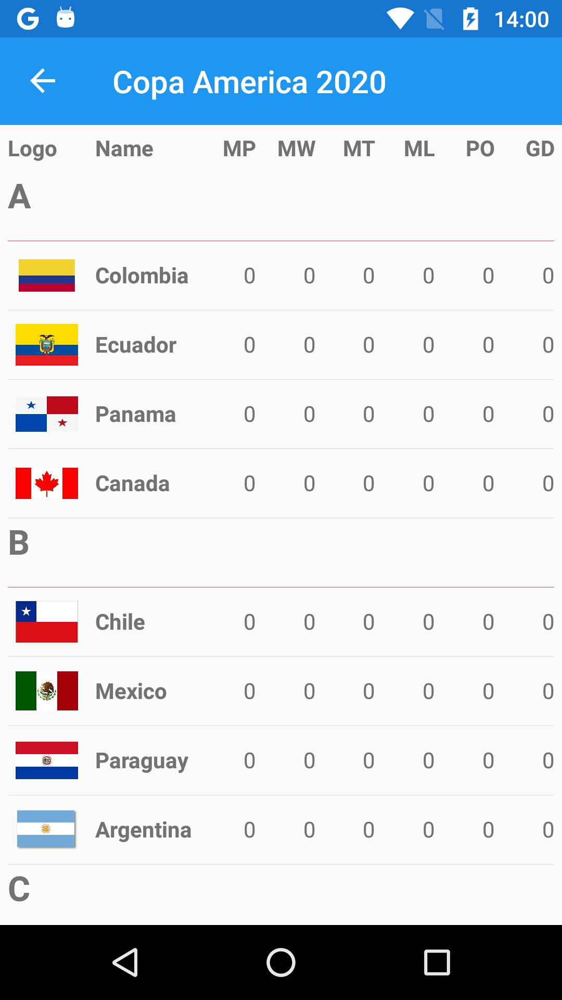 14:00
Copa America 2020
Logo Name MP MW MT ML PO GD
A
Colombia 0 0 0 0 0 0
Ecuador 0 0 0 0 0 0
Panama 0 0 0 0 0 0
Canada 0 0 0 0 0 0
B
Chile 0 0 0 0 0 0
Mexico 0 0 0 0 0 0
Paraguay 0 0 0 0 0 0
Argentina 0 0 0 0 0 0
C